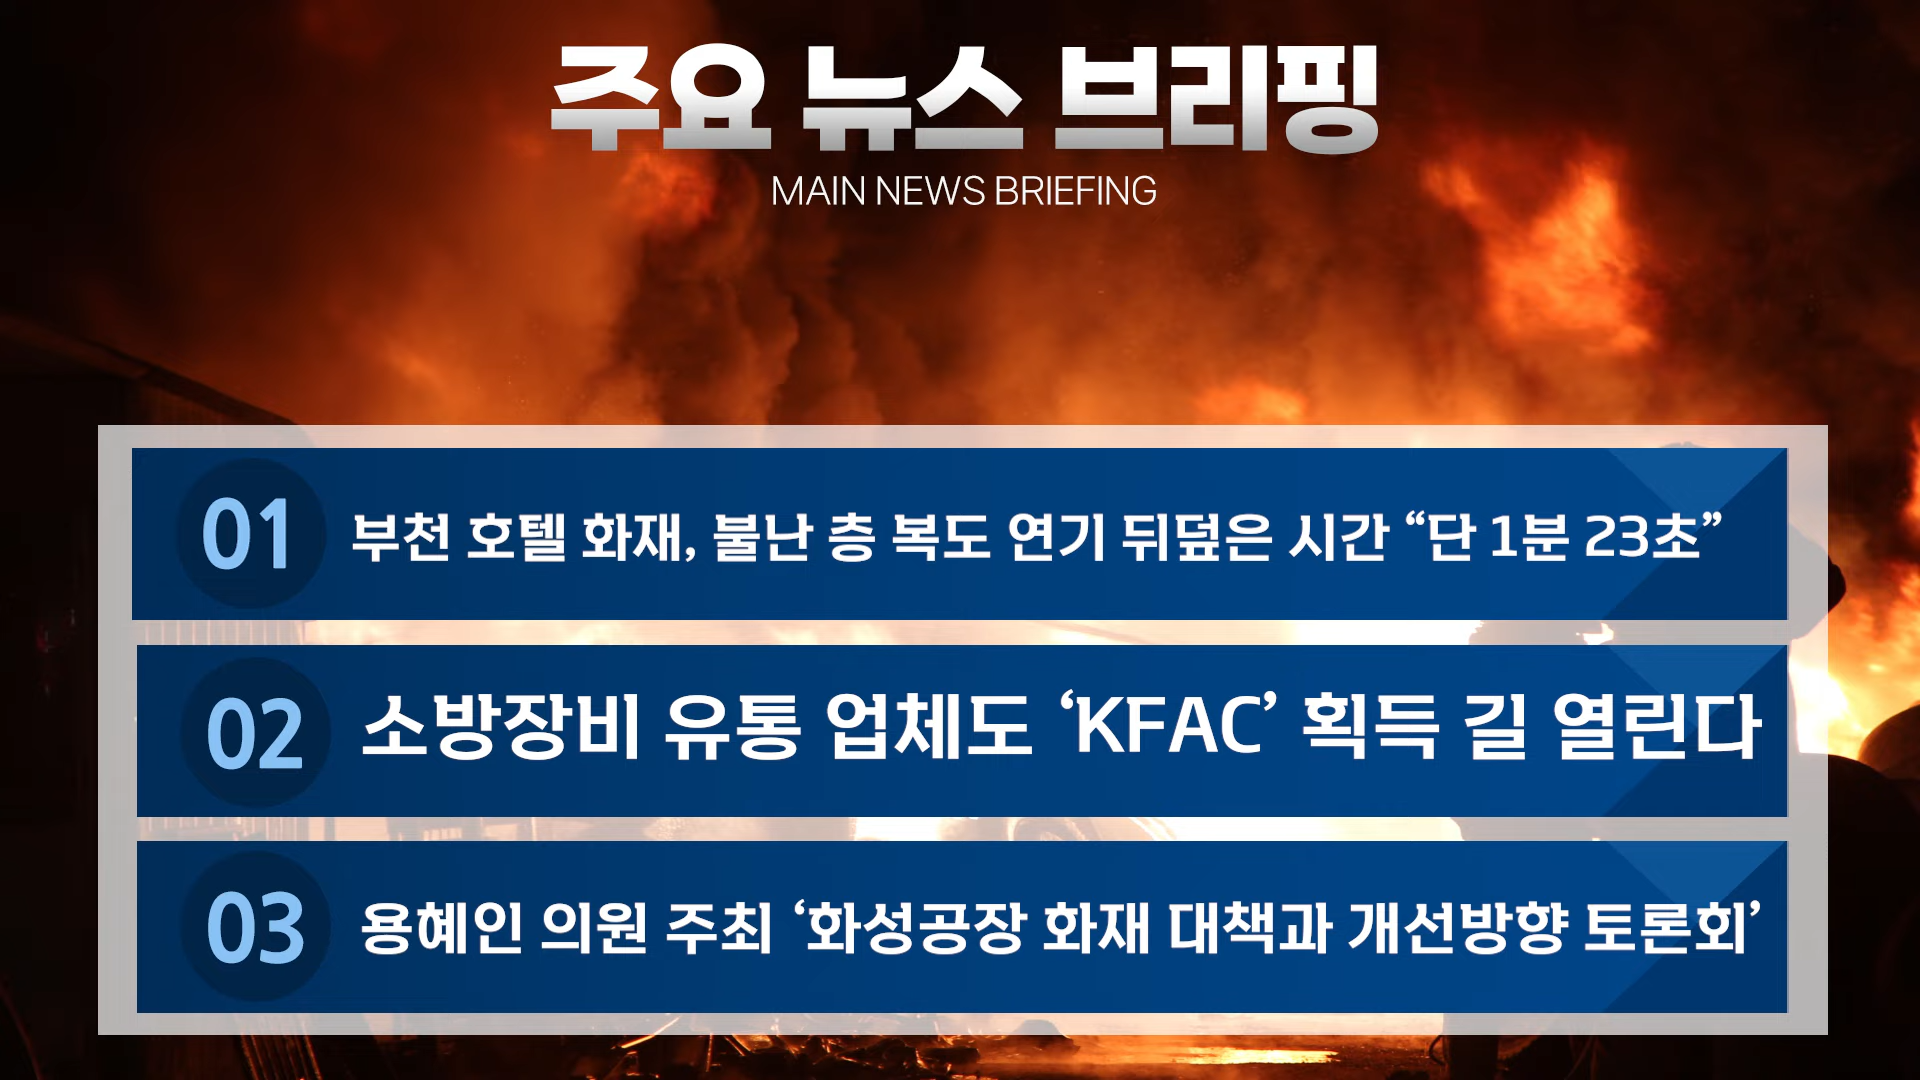 주요 뉴스 브리핑
MAIN NEWS BRIEFING
01 부천 호텔 화재, 불난 층 복도 연기 뒤덮은 시간 “단 1분 23초”
02 소방장비 유통 업체도 ‘KFAC’ 획득 길 열린다
03 용혜인 의원 주최 ‘화성공장 화재 대책과 개선방향 토론회’